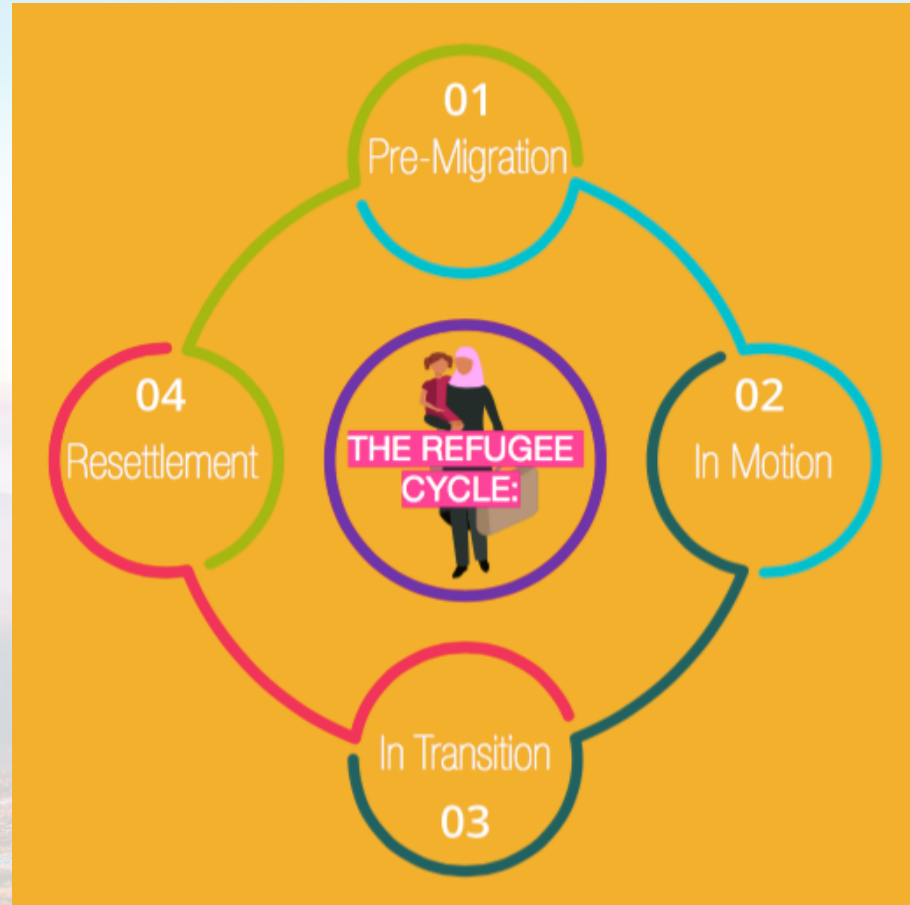 01
Pre-Migration
04
Resettlement
THE REFUGEE
CYCLE:
02
In Motion
In Transition
03